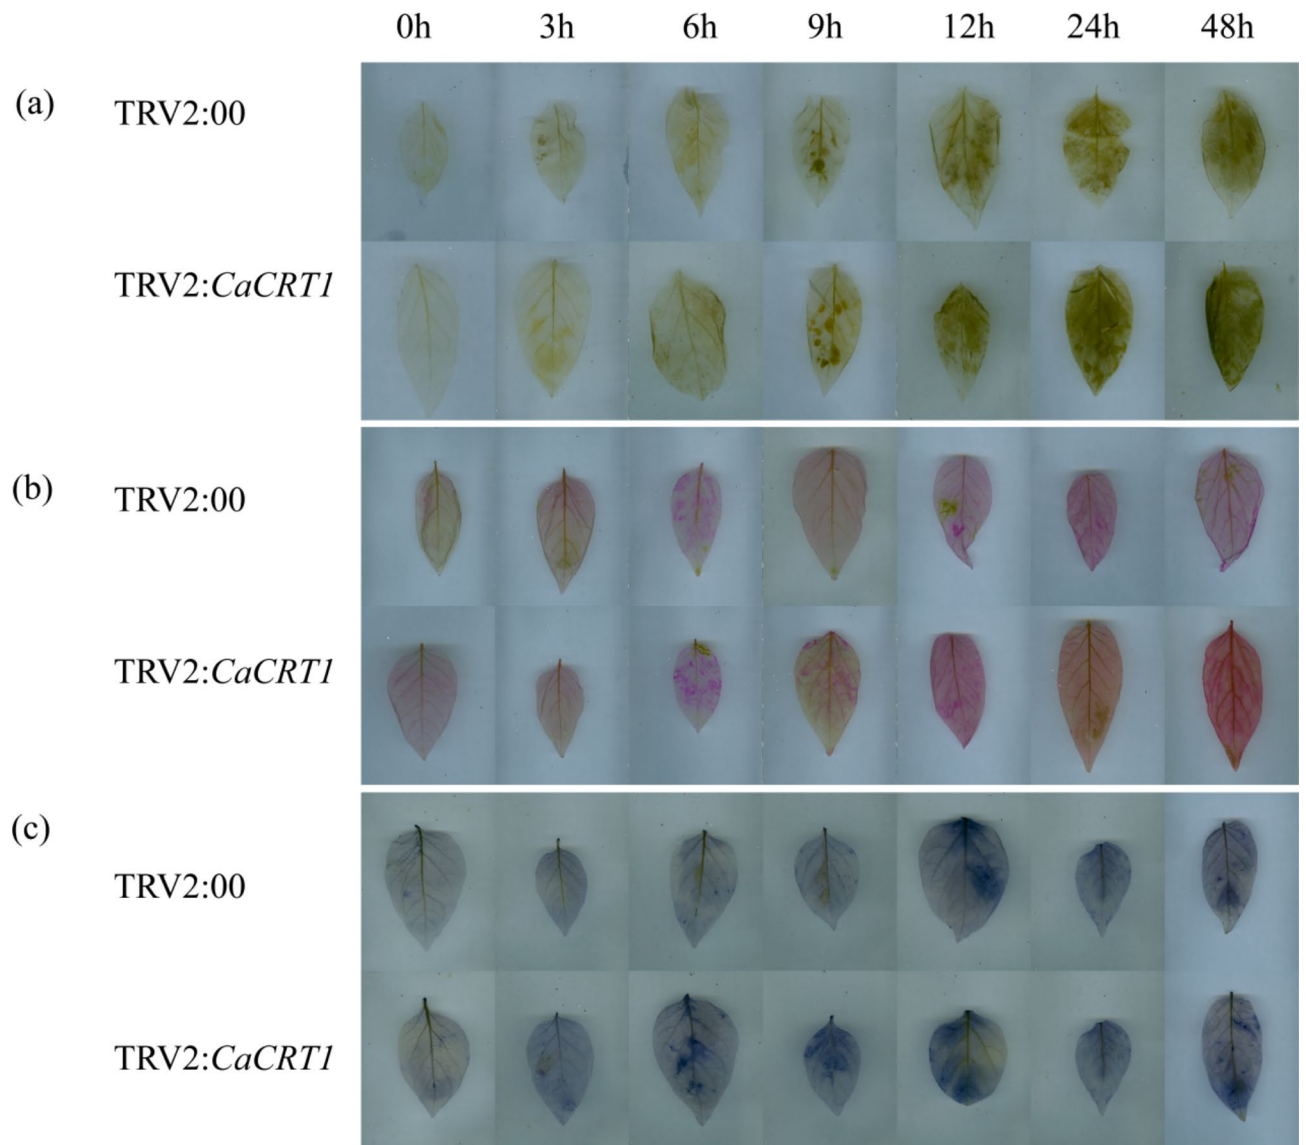 0h 3h 6h 9h 12h 24h 48h
(a) TRV2:00
TRV2:CaCRT1
(b) TRV2:00
TRV2:CaCRT1
(c) TRV2:00
TRV2:CaCRT1